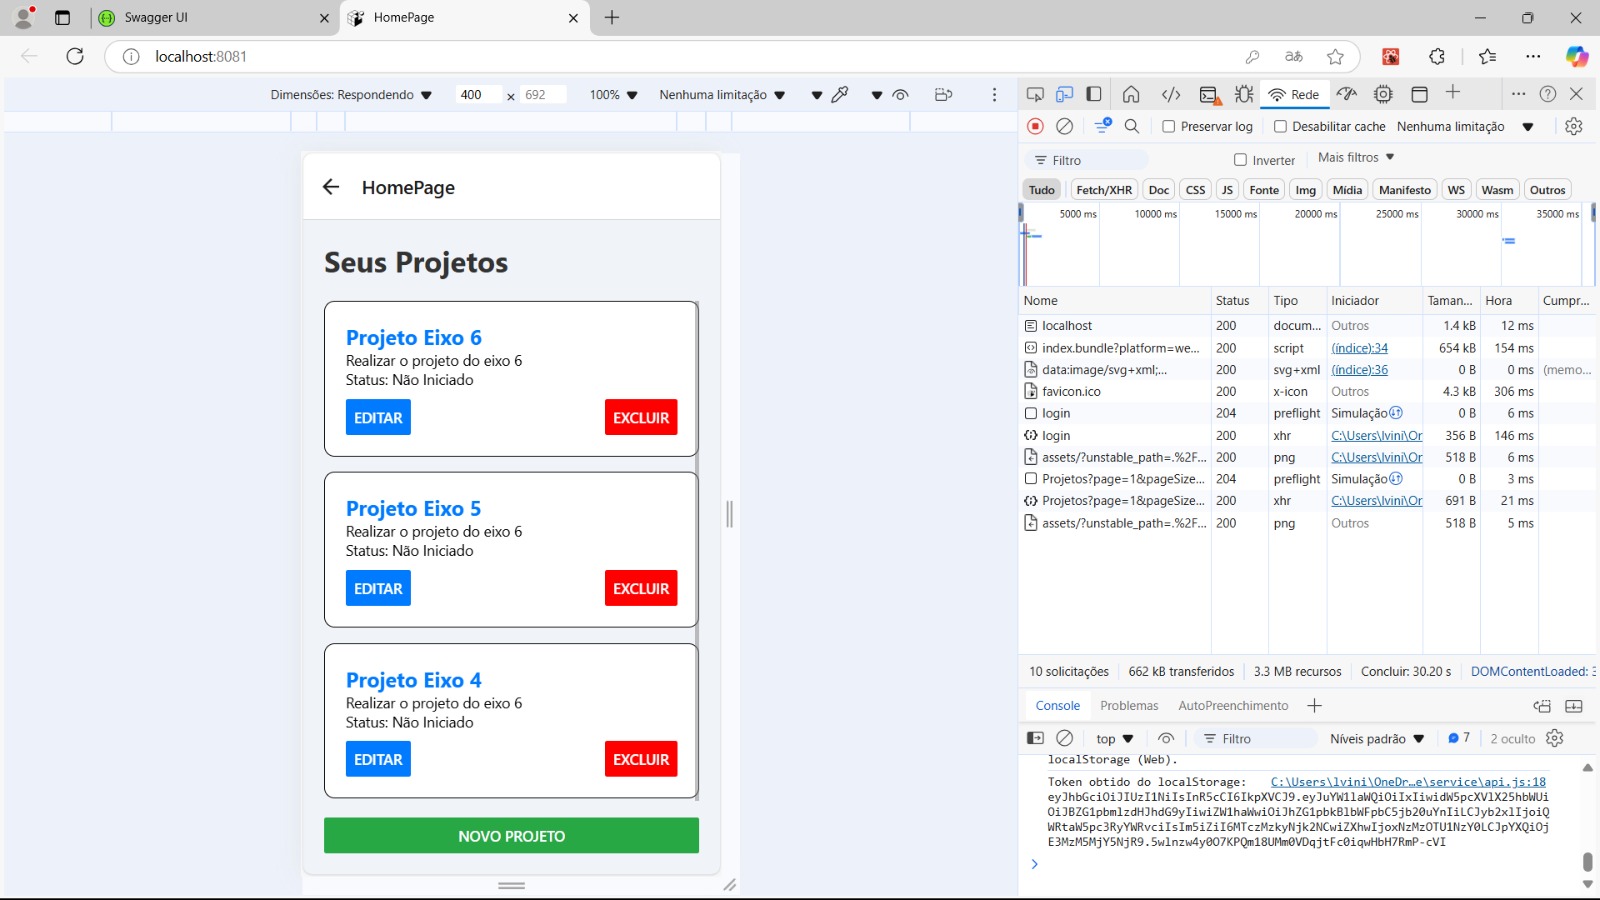 Swagger UI
HomePage
localhost:8081
aあ
Dimensões: Respondendo 400 × 692 100% Nenhuma limitação
Rede
Preservar log Desabilitar cache Nenhuma limitação
Filtro Inverter Mais filtros
Tudo Fetch/XHR Doc CSS JS Fonte Img Mídia Manifesto WS Wasm Outros
5000 ms 10000 ms 15000 ms 20000 ms 25000 ms 30000 ms 35000 ms
Nome Status Tipo Iniciador Taman... Hora Cumpr...
localhost 200 docum... Outros 1.4 kB 12 ms
index.bundle?platform=we... 200 script (índice):34 654 kB 154 ms
data:image/svg+xml;... 200 svg+xml (índice):36 0 B 0 ms (memo...
favicon.ico 200 x-icon Outros 4.3 kB 306 ms
login 204 preflight Simulação 0 B 6 ms
login 200 xhr C:\Users\lvini\Or 356 B 146 ms
assets/?unstable_path=.%2F... 200 png C:\Users\lvini\Or 518 B 6 ms
Projetos?page=1&pageSize... 204 preflight Simulação 0 B 3 ms
Projetos?page=1&pageSize... 200 xhr C:\Users\lvini\Or 691 B 21 ms
assets/?unstable_path=.%2F... 200 png Outros 518 B 5 ms
10 solicitações 662 kB transferidos 3.3 MB recursos Concluir: 30.20 s DOMContentLoaded: 3
Console Problemas AutoPreenchimento
top Filtro Níveis padrão 7 2 oculto
localStorage (Web).
Token obtido do localStorage: C:\Users\lvini\OneDr…e\service\api.js:18
eyJhbGciOiJIUzI1NiIsInR5cCI6IkpXVCJ9.eyJuYW1laWQiOiIxIiwidW5pcXVlX25hbWUi
OiJBZG1pbmlzdHJhdG9yIiwiZW1haWwiOiJhZG1pbkBlbWFpbC5jb20uYnIiLCJyb2xlIjoiQ
WRtaW5pc3RyYWRvciIsIm5iZiI6MTczMzkyNjk2NCwiZXhwIjoxNzMzOTU1NzY0LCJpYXQiOj
E3MzM5MjY5NjR9.5wlnzw4y0O7KPQm18UMm0VDqjtFc0iqwHbH7RmP-cVI
HomePage
Seus Projetos
Projeto Eixo 6
Realizar o projeto do eixo 6
Status: Não Iniciado
EDITAR EXCLUIR
Projeto Eixo 5
Realizar o projeto do eixo 6
Status: Não Iniciado
EDITAR EXCLUIR
Projeto Eixo 4
Realizar o projeto do eixo 6
Status: Não Iniciado
EDITAR EXCLUIR
NOVO PROJETO